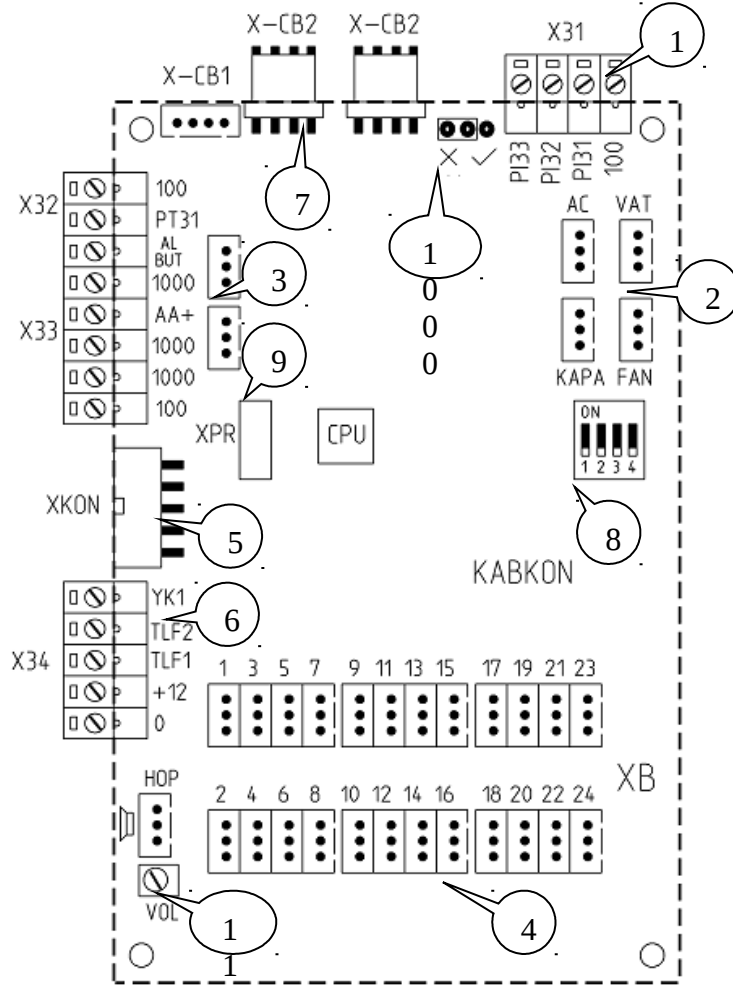 X-CB2 X-CB2
X31
1
X-CB1
PI33 PI32 PI31 100
7
1
0
0
0
X32
100
PT31
AL
BUT
1000
X33
AA+
1000
1000
100
3
9
AC VAT
2
KAPA FAN
XPR
CPU
ON
1 2 3 4
8
XKON
5
KABKON
X34
YK1
TLF2
TLF1
+12
0
6
1 3 5 7 9 11 13 15 17 19 21 23
XB
HOP
2 4 6 8 10 12 14 16 18 20 22 24
VOL
1
1
4